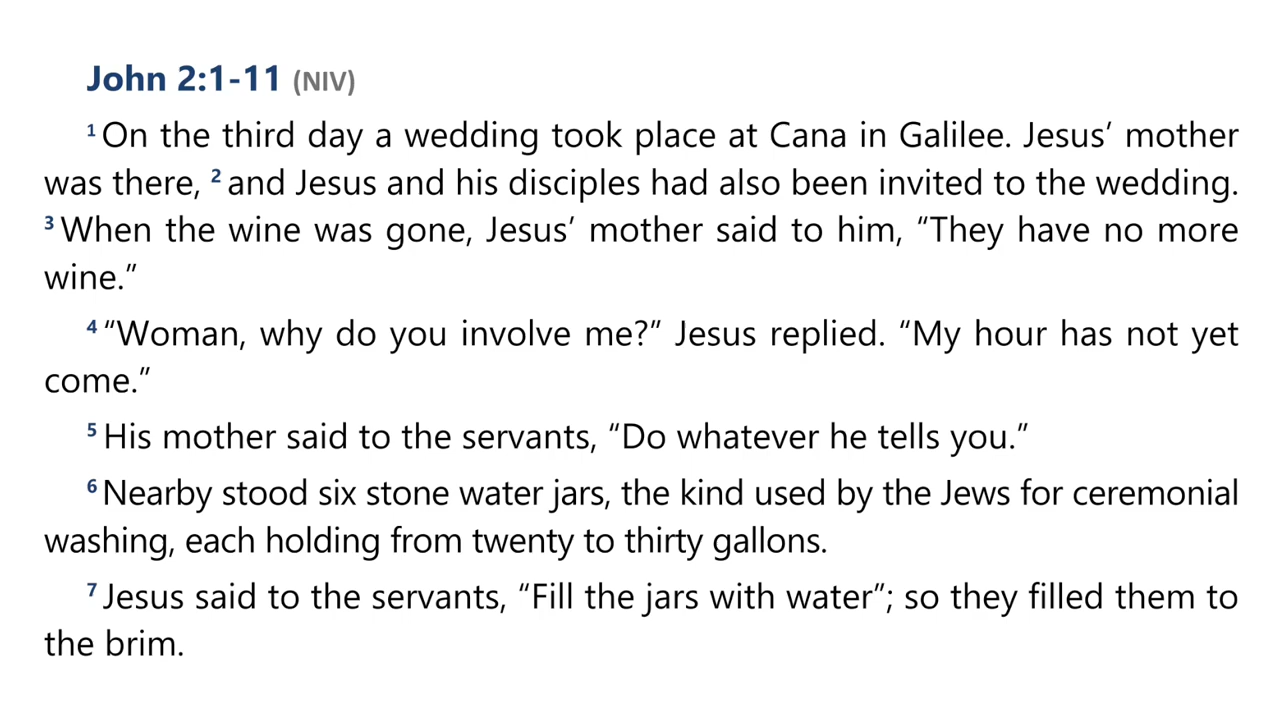 John 2:1-11 (NIV)
1 On the third day a wedding took place at Cana in Galilee. Jesus’ mother
was there, 2 and Jesus and his disciples had also been invited to the wedding.
3 When the wine was gone, Jesus’ mother said to him, “They have no more
wine.”
4 “Woman, why do you involve me?” Jesus replied. “My hour has not yet
come.”
5 His mother said to the servants, “Do whatever he tells you.”
6 Nearby stood six stone water jars, the kind used by the Jews for ceremonial
washing, each holding from twenty to thirty gallons.
7 Jesus said to the servants, “Fill the jars with water”; so they filled them to
the brim.